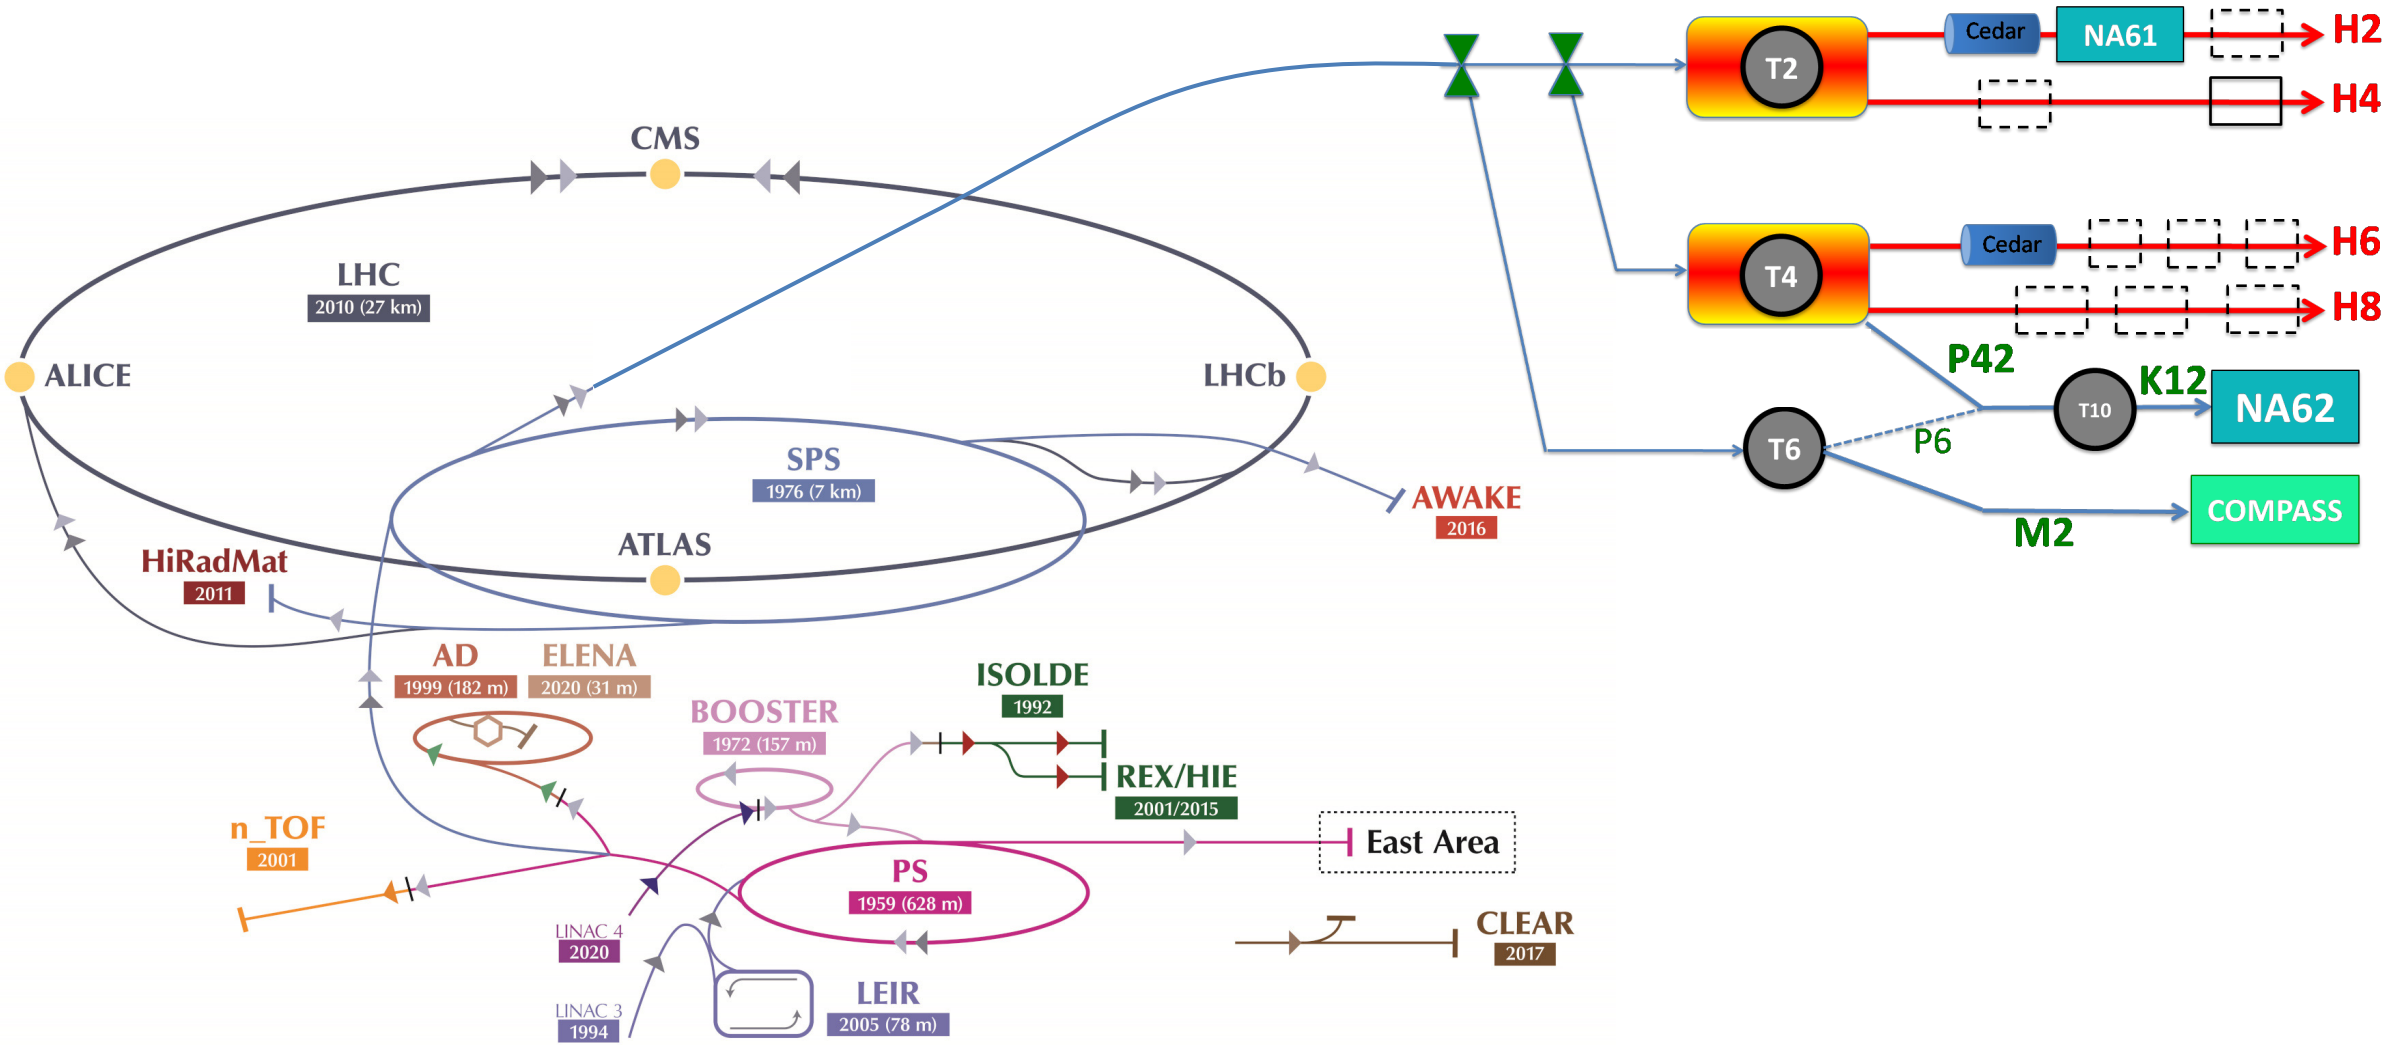 CMS
LHC
2010 (27 km)
ALICE
LHCb
SPS
1976 (7 km)
AWAKE
2016
ATLAS
HiRadMat
2011
AD
1999 (182 m)
ELENA
2020 (31 m)
ISOLDE
1992
BOOSTER
1972 (157 m)
REX/HIE
2001/2015
n_TOF
2001
East Area
PS
1959 (628 m)
LINAC 4
2020
CLEAR
2017
LEIR
2005 (78 m)
LINAC 3
1994
T2
Cedar
NA61
H2
H4
T4
Cedar
H6
H8
P42
K12
T10
NA62
P6
T6
M2
COMPASS